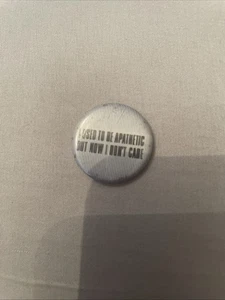 I USED TO BE APATHETIC
BUT NOW I DON'T CARE